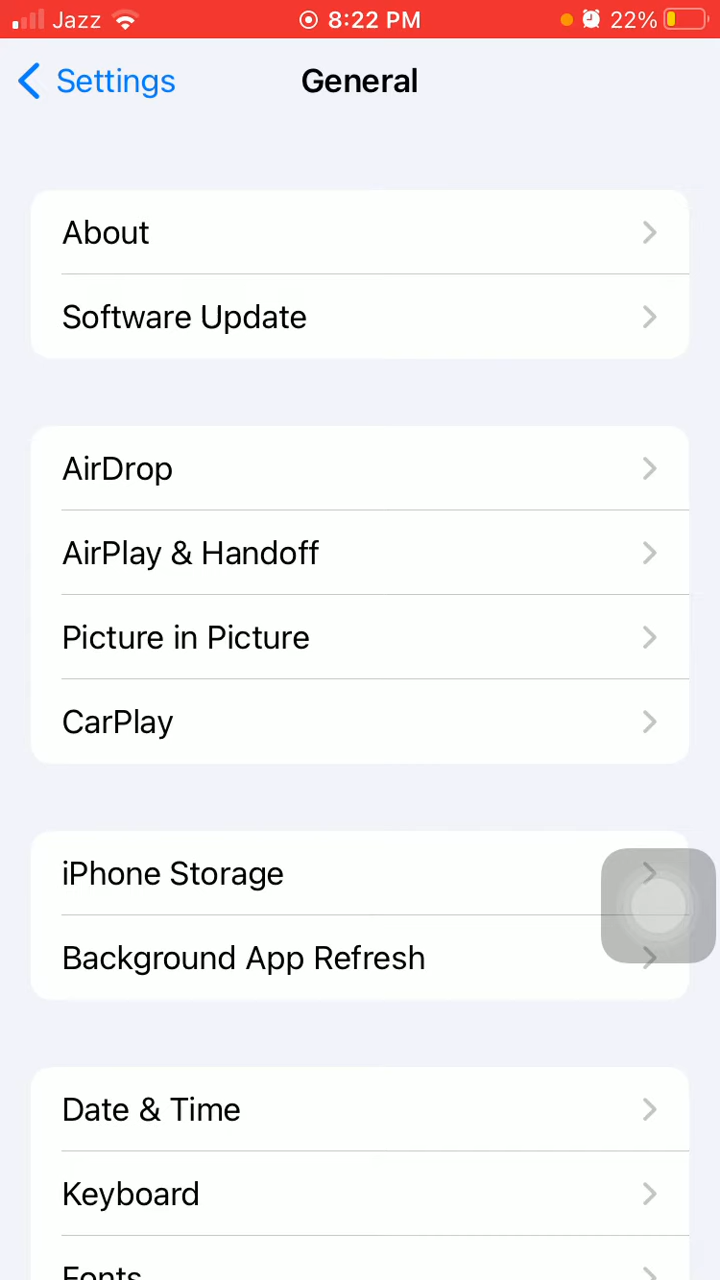 Jazz 8:22 PM 22%
Settings General
About
Software Update
AirDrop
AirPlay & Handoff
Picture in Picture
CarPlay
iPhone Storage
Background App Refresh
Date & Time
Keyboard
Fonts